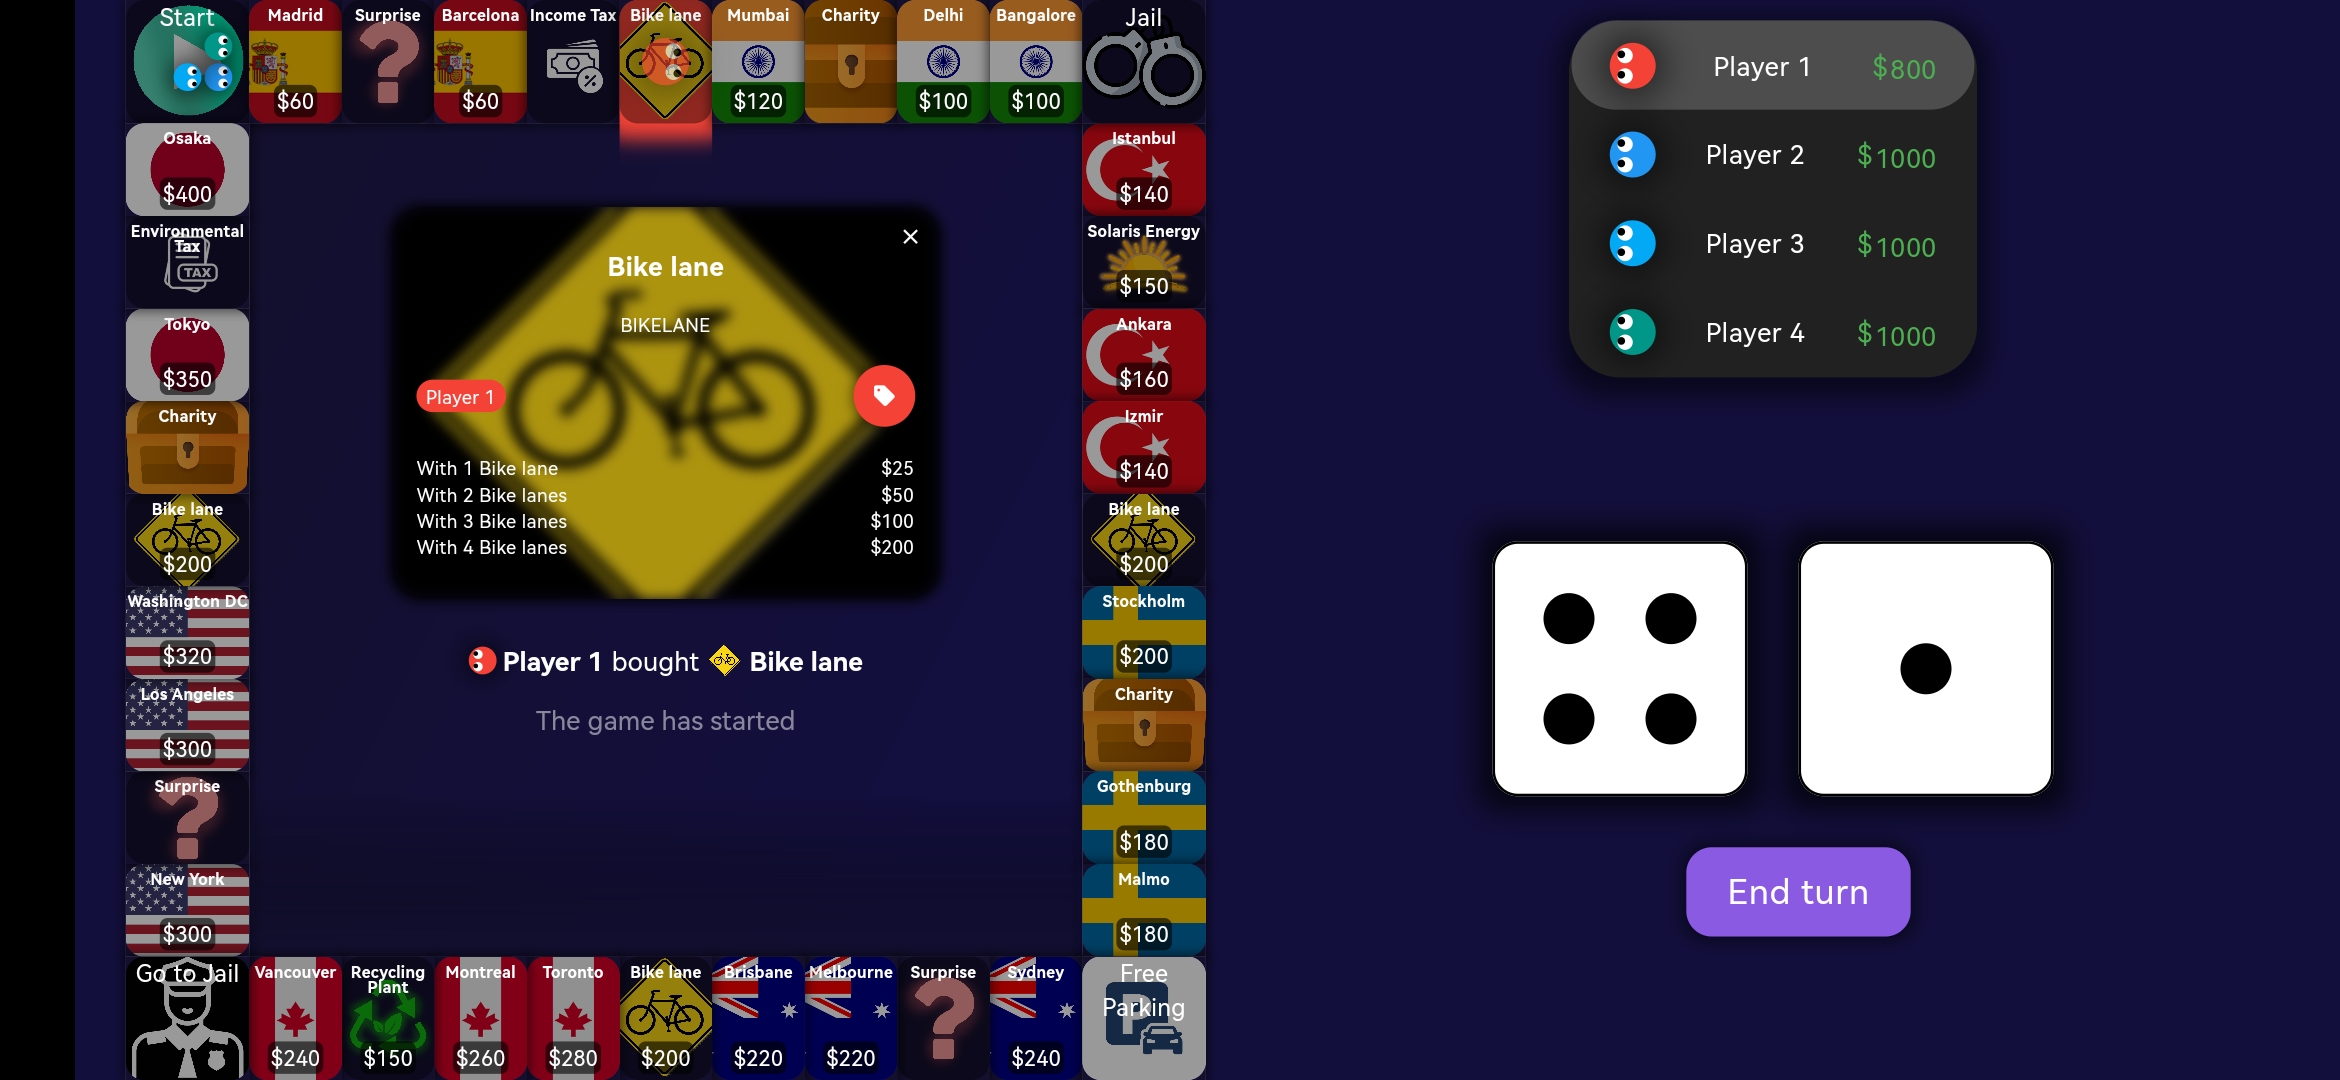 Start
Madrid
$60
Surprise
Barcelona
$60
Income Tax
Bike lane
Mumbai
$120
Charity
Delhi
$100
Bangalore
$100
Jail
Osaka
$400
Environmental
Tax
TAX
Tokyo
$350
Charity
Bike lane
$200
Washington DC
$320
Los Angeles
$300
Surprise
New York
$300
Go to Jail
Istanbul
$140
Solaris Energy
$150
Ankara
$160
Izmir
$140
Bike lane
$200
Stockholm
$200
Charity
Gothenburg
$180
Malmo
$180
Free
Parking
P
Vancouver
$240
Recycling
Plant
$150
Montreal
$260
Toronto
$280
Bike lane
$200
Brisbane
$220
Melbourne
$220
Surprise
Sydney
$240
Bike lane
BIKELANE
Player 1
With 1 Bike lane $25
With 2 Bike lanes $50
With 3 Bike lanes $100
With 4 Bike lanes $200
Player 1 bought Bike lane
The game has started
Player 1 $800
Player 2 $1000
Player 3 $1000
Player 4 $1000
End turn